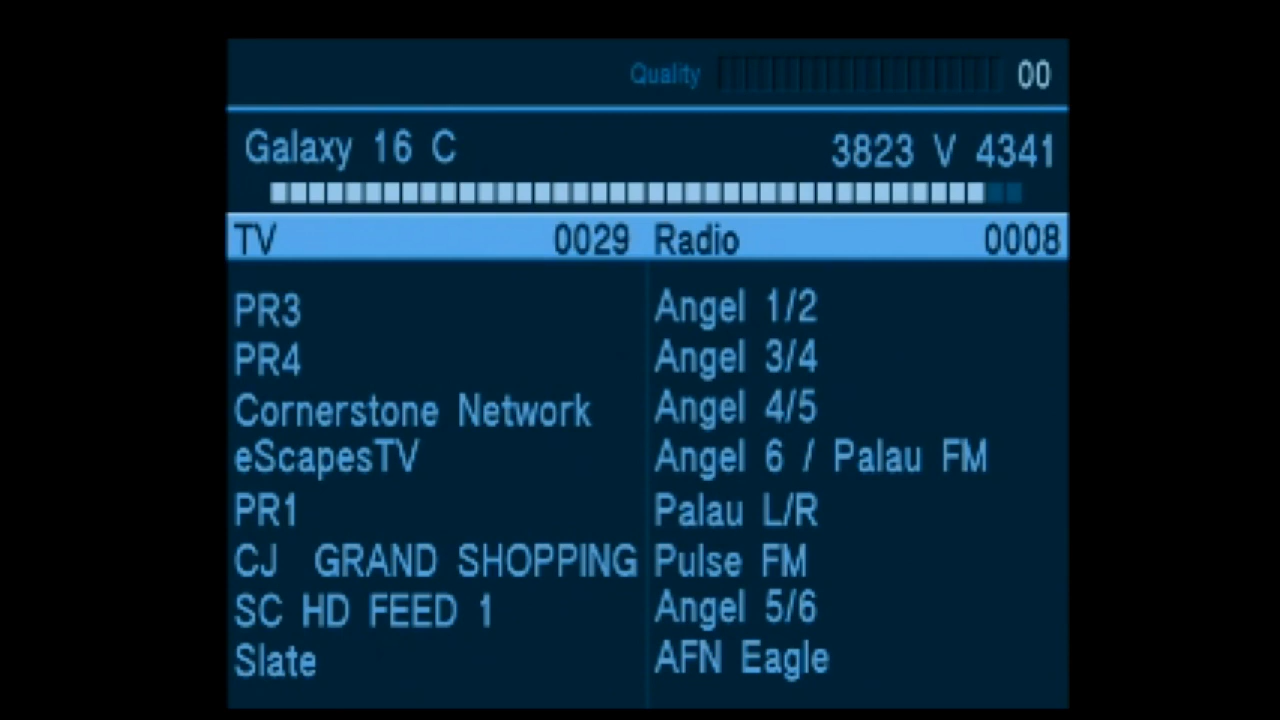 Quality 00
Galaxy 16 C 3823 V 4341
TV 0029 Radio 0008
PR3 Angel 1/2
PR4 Angel 3/4
Cornerstone Network Angel 4/5
eScapesTV Angel 6 / Palau FM
PR1 Palau L/R
CJ GRAND SHOPPING Pulse FM
SC HD FEED 1 Angel 5/6
Slate AFN Eagle